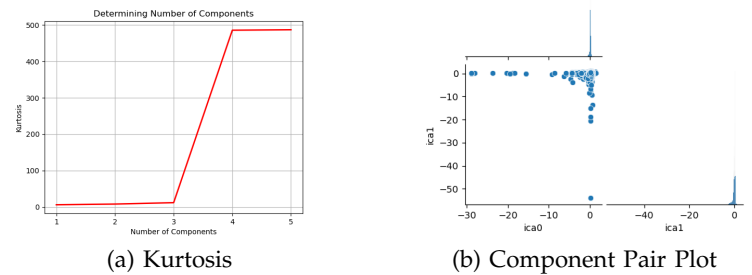 Determining Number of Components
Kurtosis
500
400
300
200
100
0
1 2 3 4 5
Number of Components
(a) Kurtosis
ica1
0
−10
−20
−30
−40
−50
−30 −20 −10 0
ica0
−40 −20 0
ica1
(b) Component Pair Plot